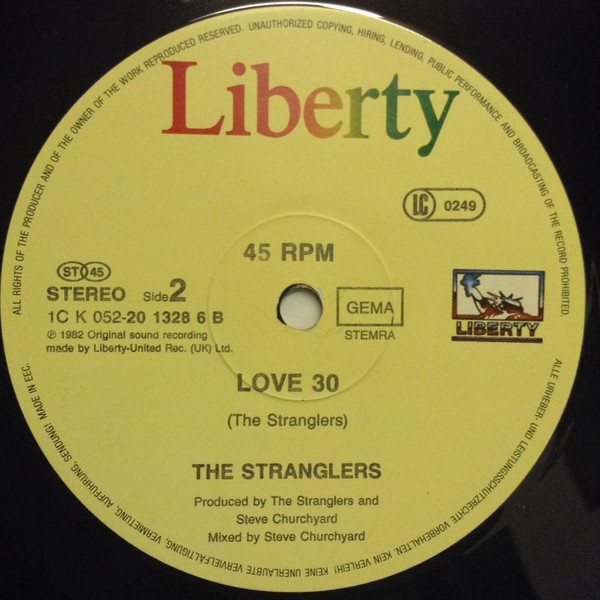 ALL RIGHTS OF THE PRODUCER AND OF THE OWNER OF THE WORK REPRODUCED RESERVED. UNAUTHORIZED COPYING, HIRING, LENDING, PUBLIC PERFORMANCE AND BROADCASTING OF THE RECORD PROHIBITED.
Liberty
LC 0249
45 RPM
ST 45
STEREO Side 2
1C K 052-20 1328 6 B
℗ 1982 Original sound recording
made by Liberty-United Rec. (UK) Ltd.
GEMA
STEMRA
LIBERTY
LOVE 30
(The Stranglers)
THE STRANGLERS
Produced by The Stranglers and
Steve Churchyard
Mixed by Steve Churchyard
ALLE URHEBER- UND LEISTUNGSSCHUTZRECHTE VORBEHALTEN. KEIN VERLEIH! KEINE UNERLAUBTE VERVIELFÄLTIGUNG, VERMIETUNG, AUFFÜHRUNG, SENDUNG! MADE IN EEC.